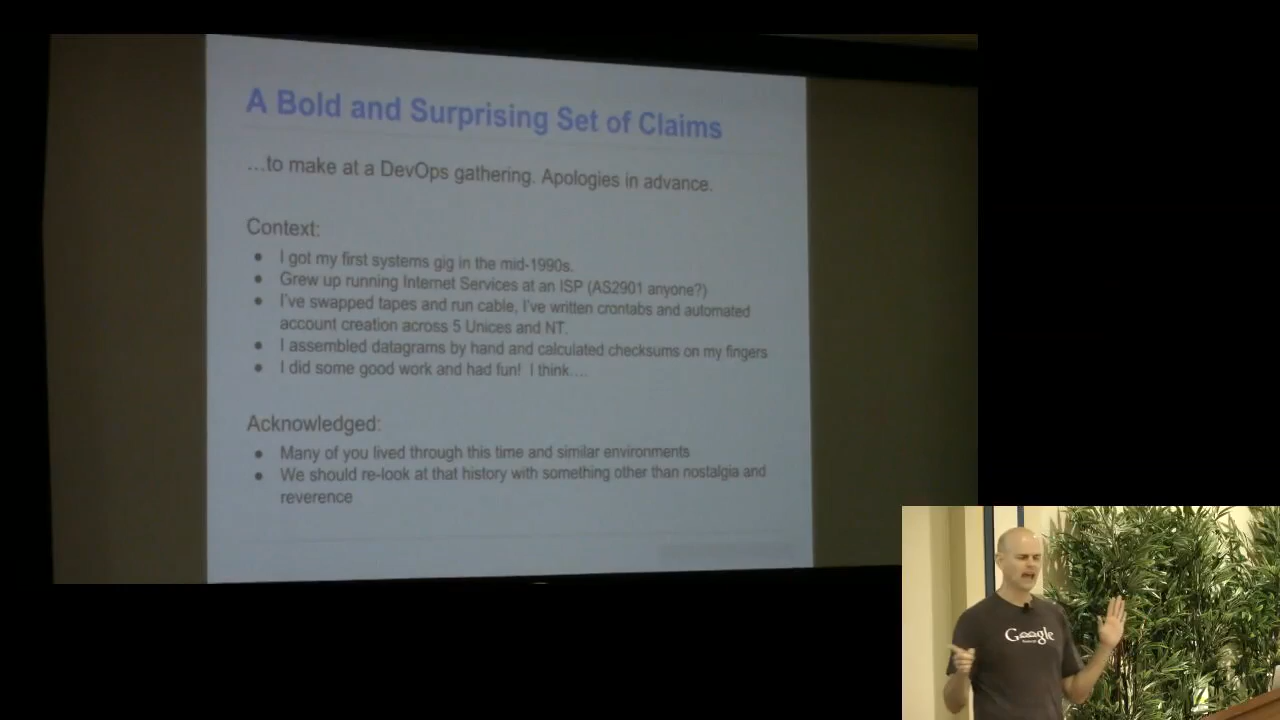 A Bold and Surprising Set of Claims
…to make at a DevOps gathering. Apologies in advance.
Context:
● I got my first systems gig in the mid-1990s.
● Grew up running Internet Services at an ISP (AS2901 anyone?)
● I've swapped tapes and run cable, I've written crontabs and automated
account creation across 5 Unices and NT.
● I assembled datagrams by hand and calculated checksums on my fingers
● I did some good work and had fun! I think….
Acknowledged:
● Many of you lived through this time and similar environments
● We should re-look at that history with something other than nostalgia and
reverence
Google